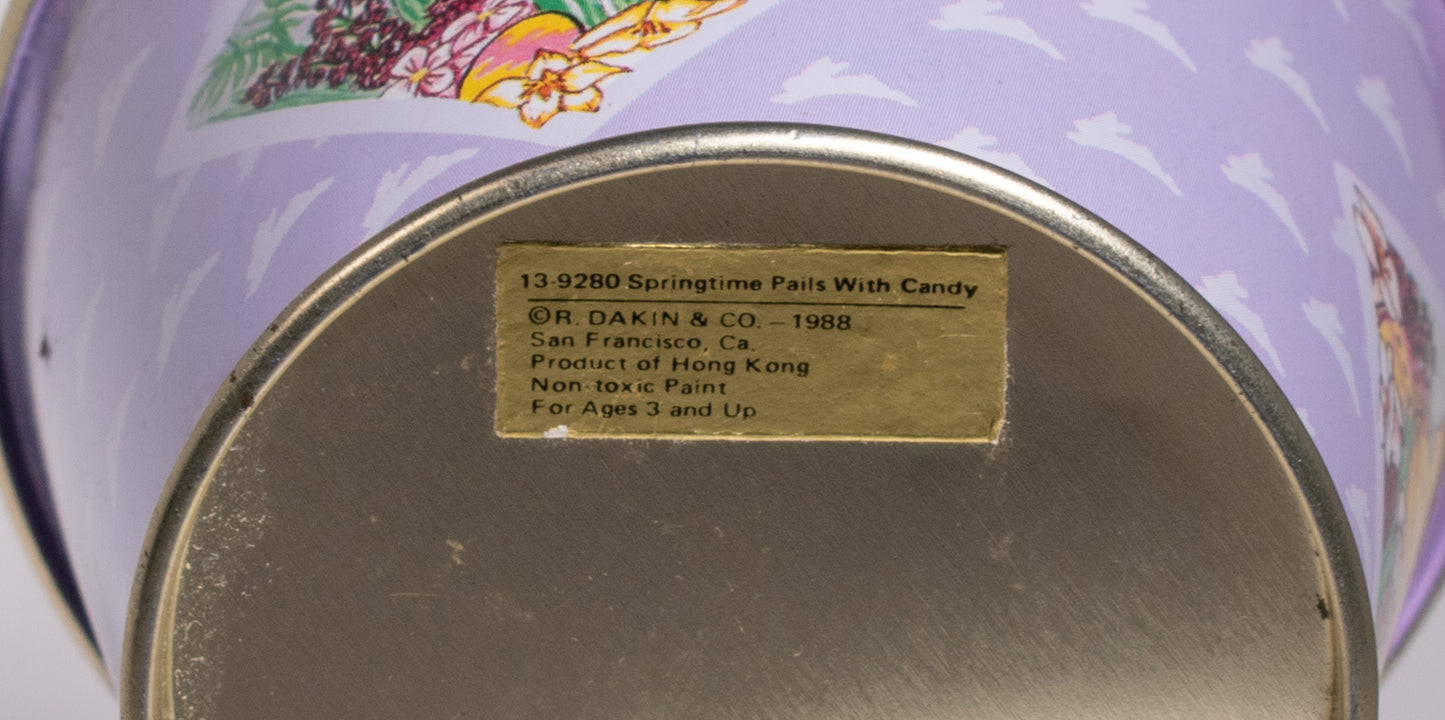 13-9280 Springtime Pails With Candy
©R. DAKIN & CO. – 1988
San Francisco, Ca.
Product of Hong Kong
Non-toxic Paint
For Ages 3 and Up